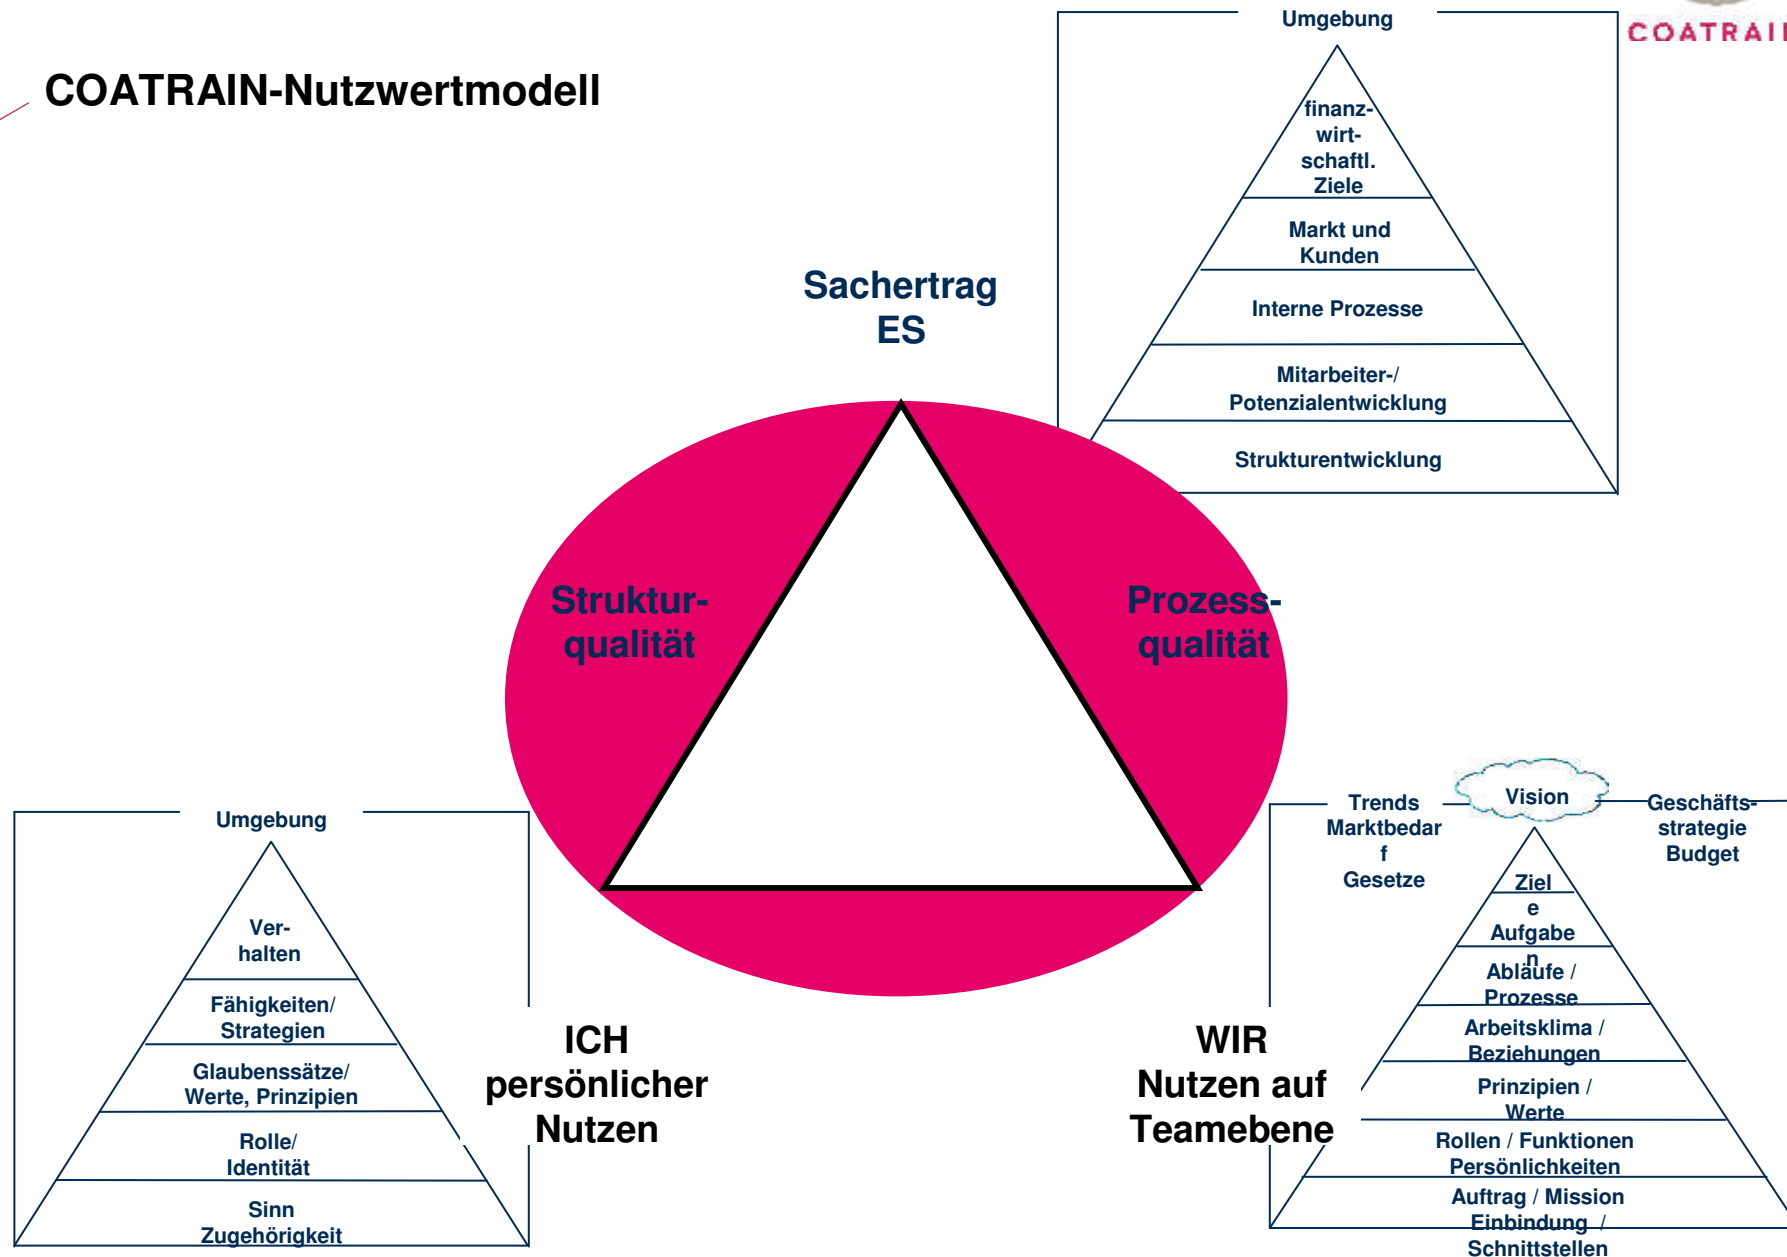 COATRAIN-Nutzwertmodell
COATRAIN
Umgebung
finanz-
wirt-
schaftl.
Ziele
Markt und
Kunden
Interne Prozesse
Mitarbeiter-/
Potenzialentwicklung
Strukturentwicklung
Sachertrag
ES
Struktur-
qualität
Prozess-
qualität
Umgebung
Ver-
halten
Fähigkeiten/
Strategien
Glaubenssätze/
Werte, Prinzipien
Rolle/
Identität
Sinn
Zugehörigkeit
ICH
persönlicher
Nutzen
WIR
Nutzen auf
Teamebene
Trends
Marktbedar
f
Gesetze
Vision
Geschäfts-
strategie
Budget
Ziel
e
Aufgabe
n
Abläufe /
Prozesse
Arbeitsklima /
Beziehungen
Prinzipien /
Werte
Rollen / Funktionen
Persönlichkeiten
Auftrag / Mission
Einbindung /
Schnittstellen